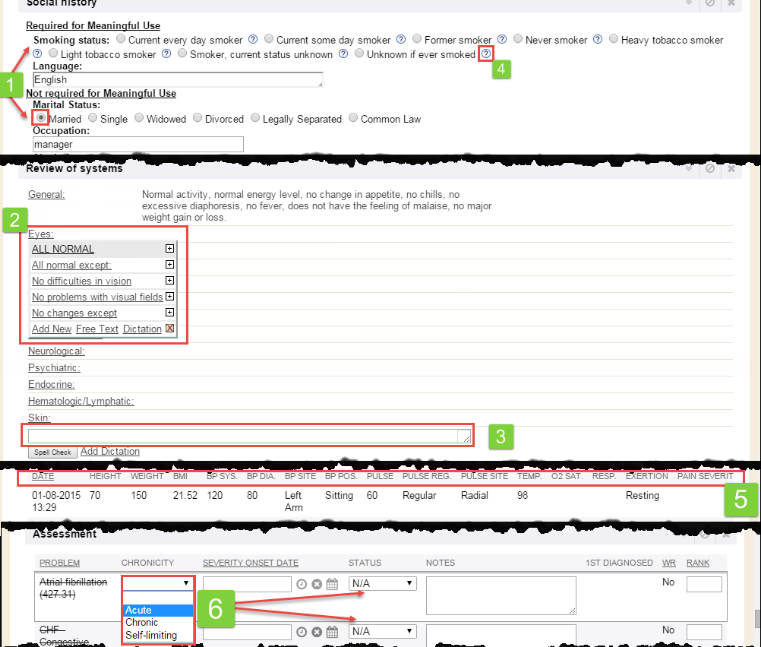 Social history
Required for Meaningful Use
Smoking status: Current every day smoker Current some day smoker Former smoker Never smoker Heavy tobacco smoker
Light tobacco smoker Smoker, current status unknown Unknown if ever smoked
4
1
Language:
English
Not required for Meaningful Use
Marital Status:
Married Single Widowed Divorced Legally Separated Common Law
Occupation:
manager
Review of systems
General: Normal activity, normal energy level, no change in appetite, no chills, no
excessive diaphoresis, no fever, does not have the feeling of malaise, no major
weight gain or loss.
2
Eyes:
ALL NORMAL
All normal except:
No difficulties in vision
No problems with visual fields
No changes except
Add New Free Text Dictation X
Neurological:
Psychiatric:
Endocrine:
Hematologic/Lymphatic:
Skin:
3
Spell Check Add Dictation
DATE HEIGHT WEIGHT BMI BP SYS. BP DIA. BP SITE BP POS. PULSE PULSE REG. PULSE SITE TEMP. O2 SAT. RESP. EXERTION PAIN SEVERIT
01-08-2015 70 150 21.52 120 80 Left Sitting 60 Regular Radial 98 Resting
13:29 Arm
5
Assessment
PROBLEM CHRONICITY SEVERITY ONSET DATE STATUS NOTES 1ST DIAGNOSED WR RANK
Atrial fibrillation N/A No
(427.31)
6
Acute
Chronic
Self-limiting
CHF N/A No
Congestive